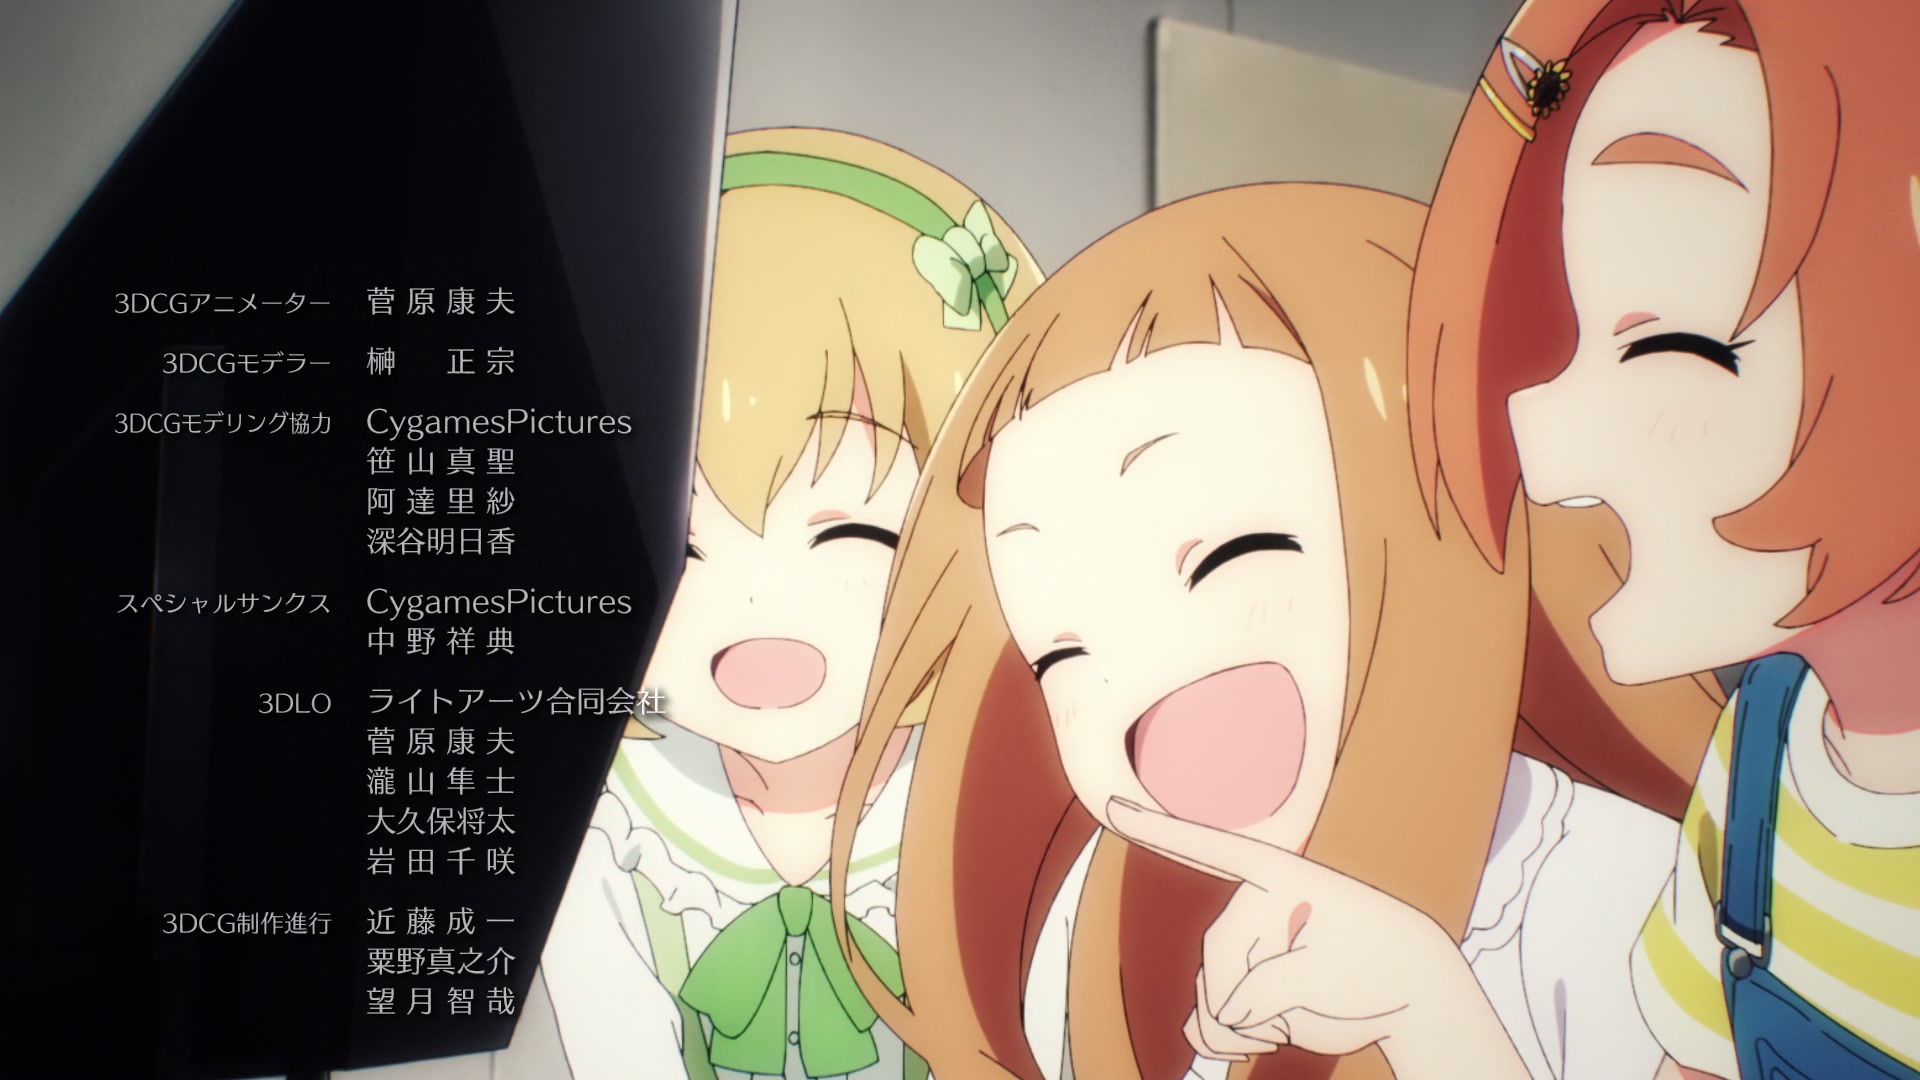 3DCGアニメーター 菅原康夫
3DCGモデラー 榊 正宗
3DCGモデリング協力 CygamesPictures
笹山真聖
阿達里紗
深谷明日香
スペシャルサンクス CygamesPictures
中野祥典
3DLO ライトアーツ合同会社
菅原康夫
瀧山隼士
大久保将太
岩田千咲
3DCG制作進行 近藤成一
粟野真之介
望月智哉